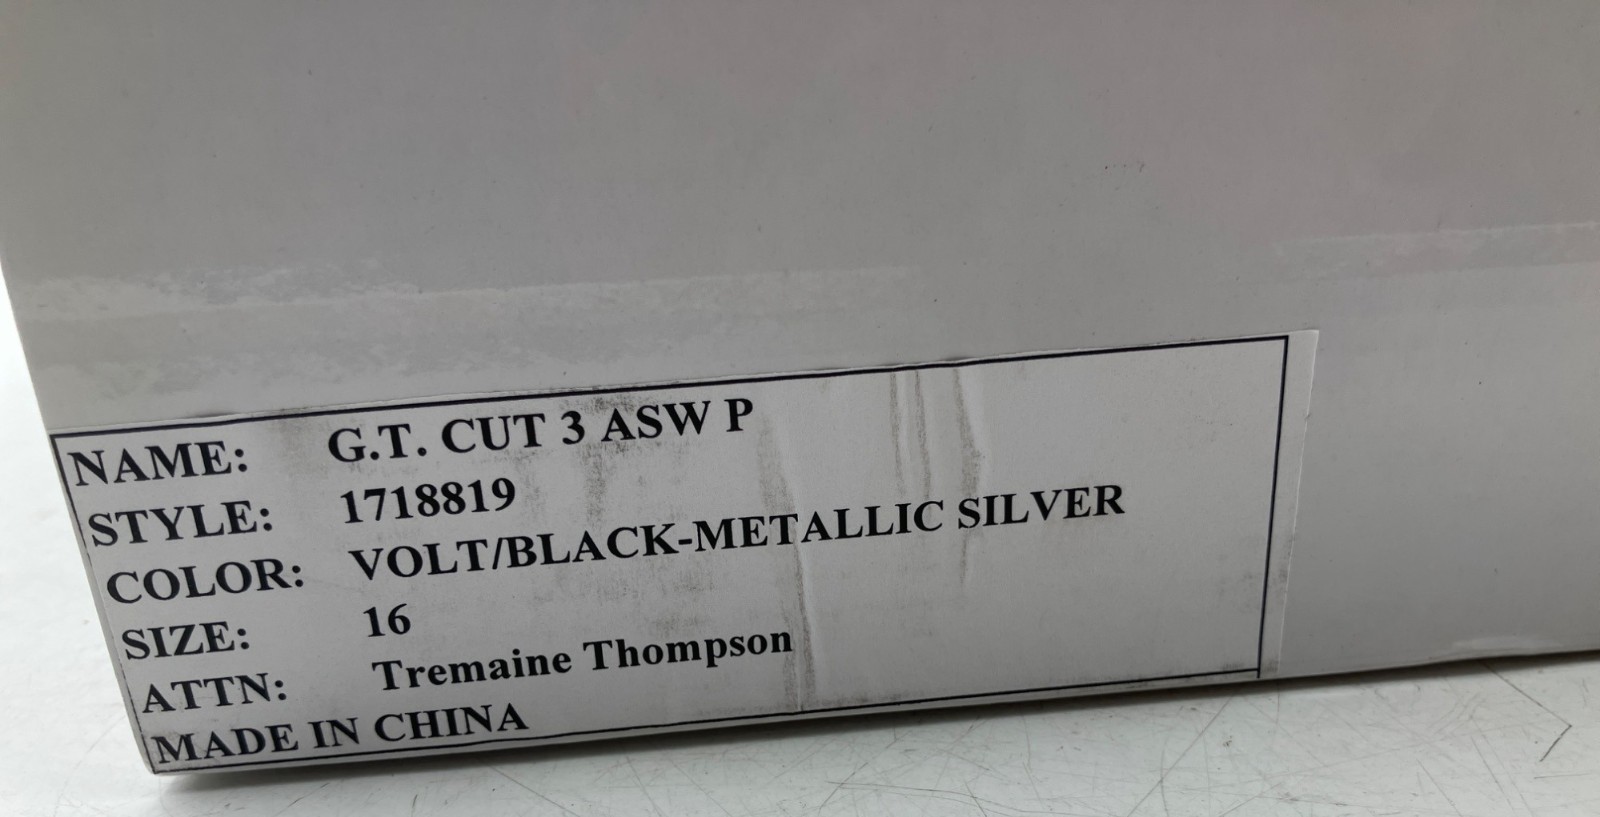 NAME: G.T. CUT 3 ASW P
STYLE: 1718819
COLOR: VOLT/BLACK-METALLIC SILVER
SIZE: 16
ATTN: Tremaine Thompson
MADE IN CHINA